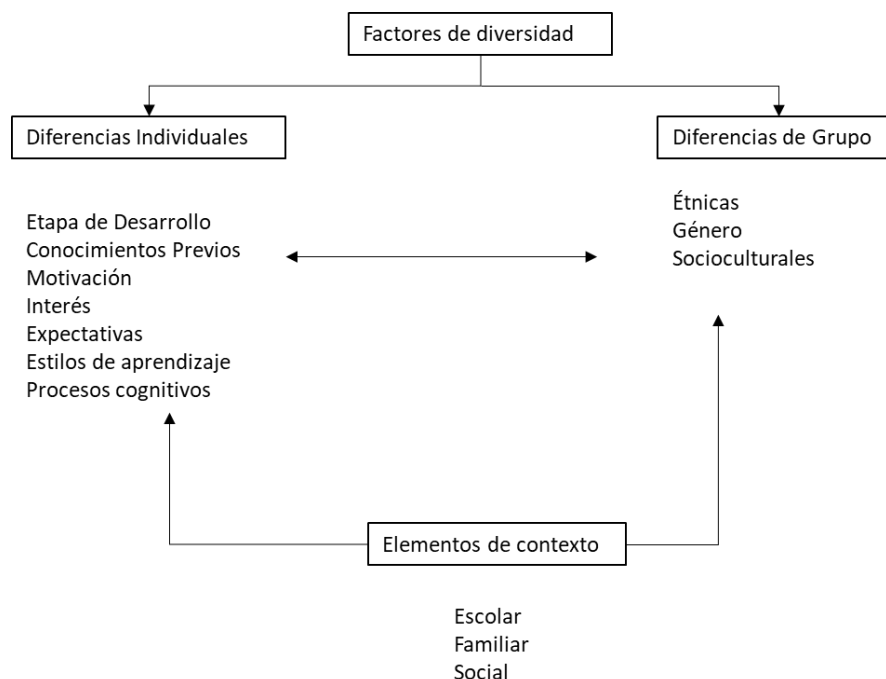 Factores de diversidad
Diferencias Individuales
Diferencias de Grupo
Etapa de Desarrollo
Conocimientos Previos
Motivación
Interés
Expectativas
Estilos de aprendizaje
Procesos cognitivos
Étnicas
Género
Socioculturales
Elementos de contexto
Escolar
Familiar
Social